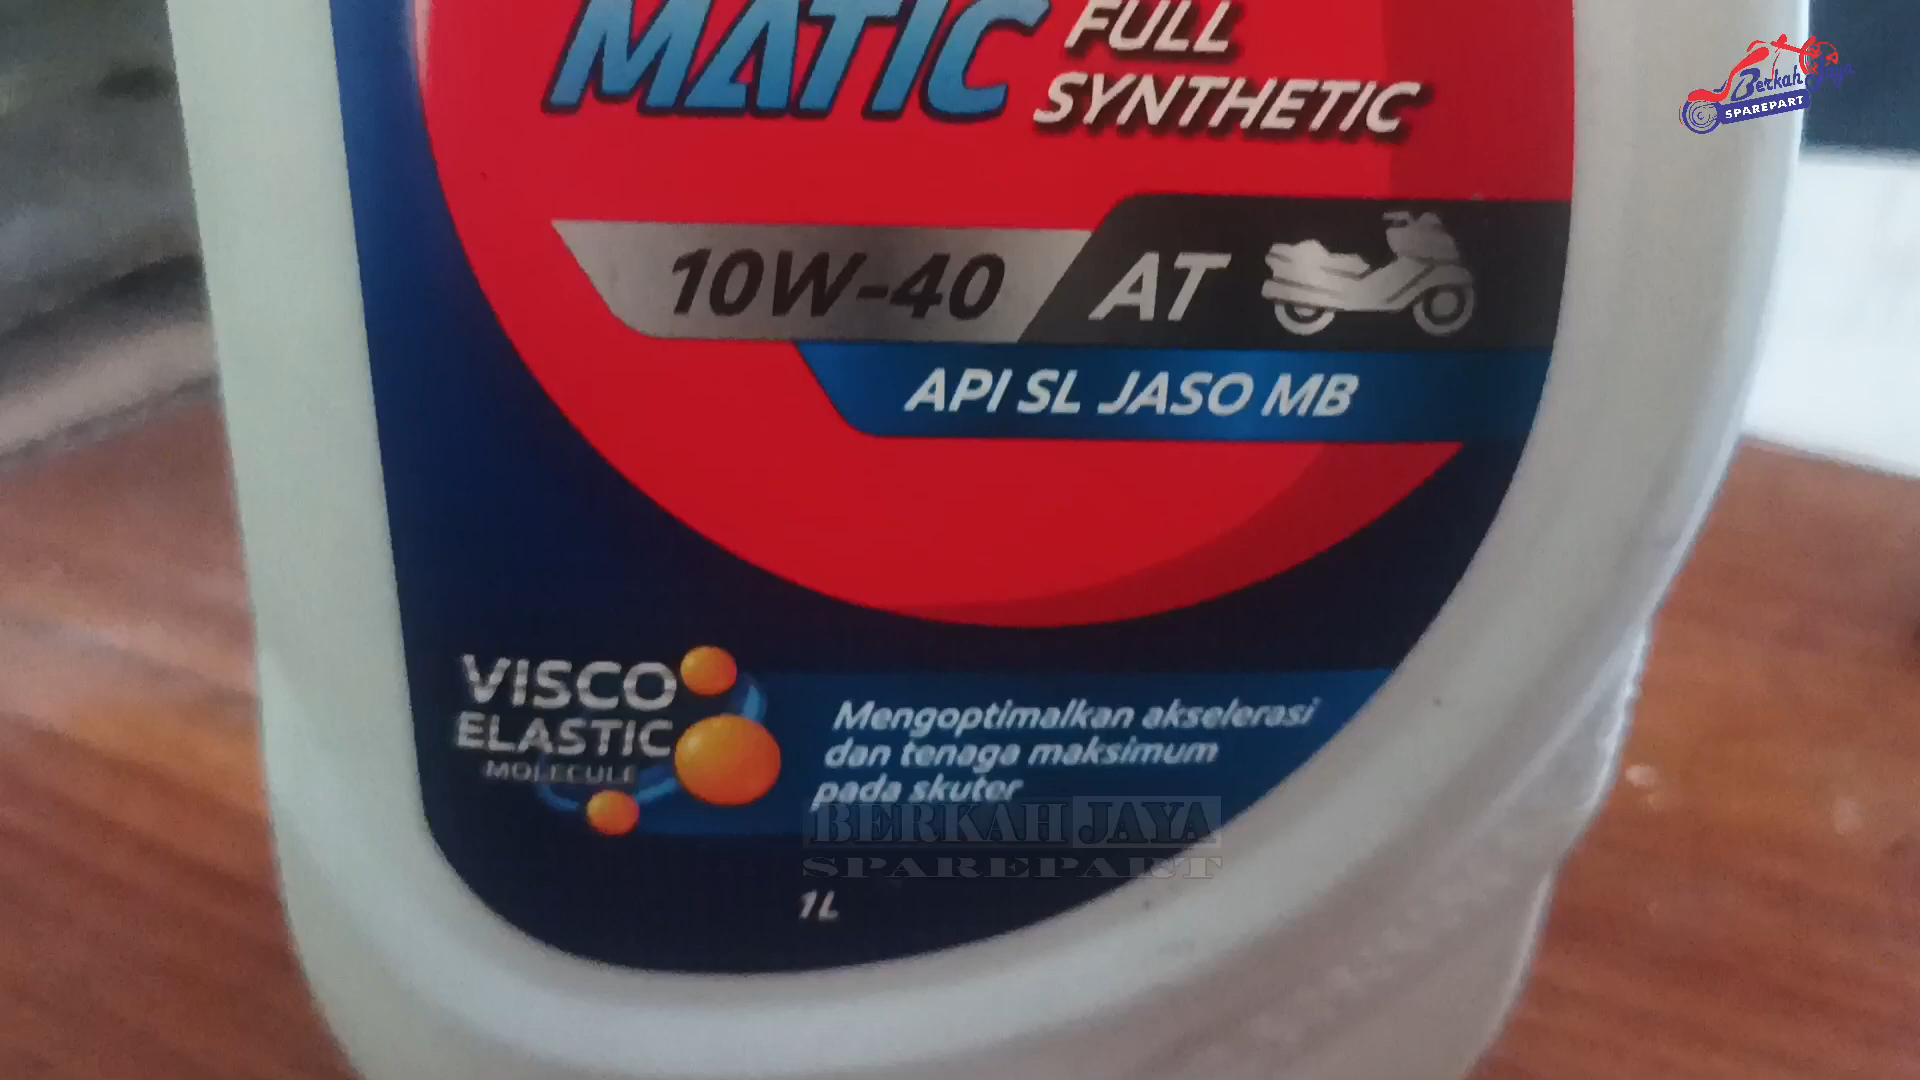 MATIC
FULL
SYNTHETIC
Berkah Jaya
SPAREPART
10W-40
AT
API SL JASO MB
VISCO
ELASTIC
MOLECULE
Mengoptimalkan akselerasi
dan tenaga maksimum
pada skuter
BERKAH JAYA
SPAREPART
1L